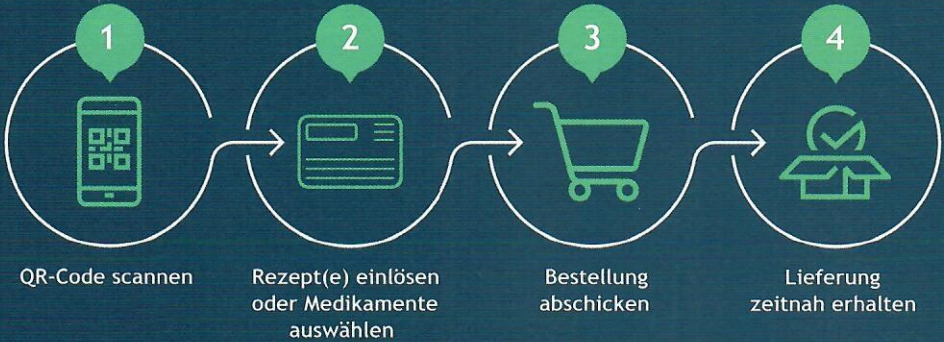 1
2
3
4
QR-Code scannen
Rezept(e) einlösen
oder Medikamente
auswählen
Bestellung
abschicken
Lieferung
zeitnah erhalten